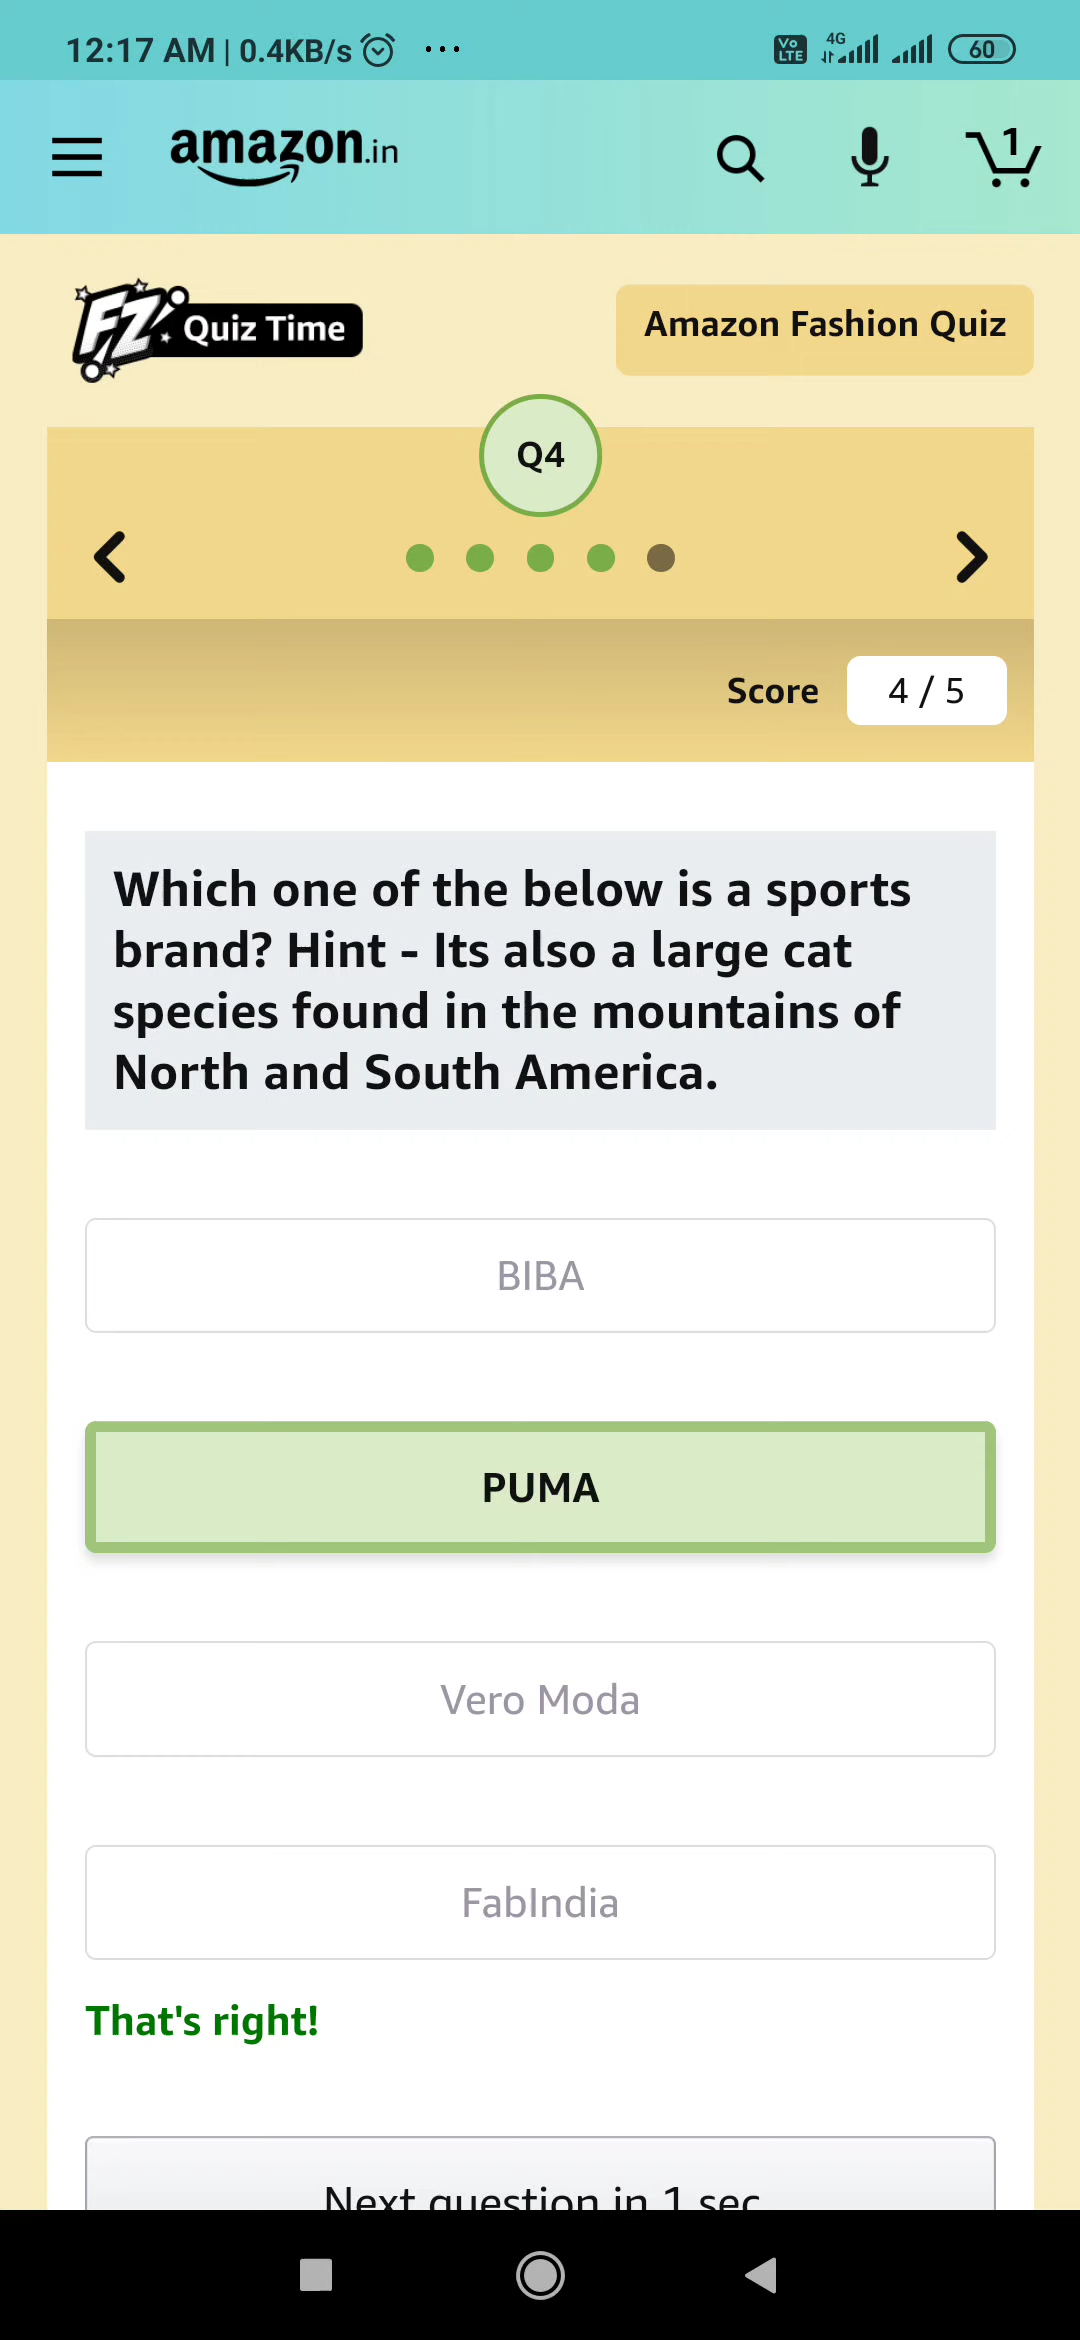 12:17 AM | 0.4KB/s ...
Vo LTE 4G 60
amazon.in
1
FZ Quiz Time
Amazon Fashion Quiz
Q4
Score 4 / 5
Which one of the below is a sports
brand? Hint - Its also a large cat
species found in the mountains of
North and South America.
BIBA
PUMA
Vero Moda
FabIndia
That's right!
Next question in 1 sec